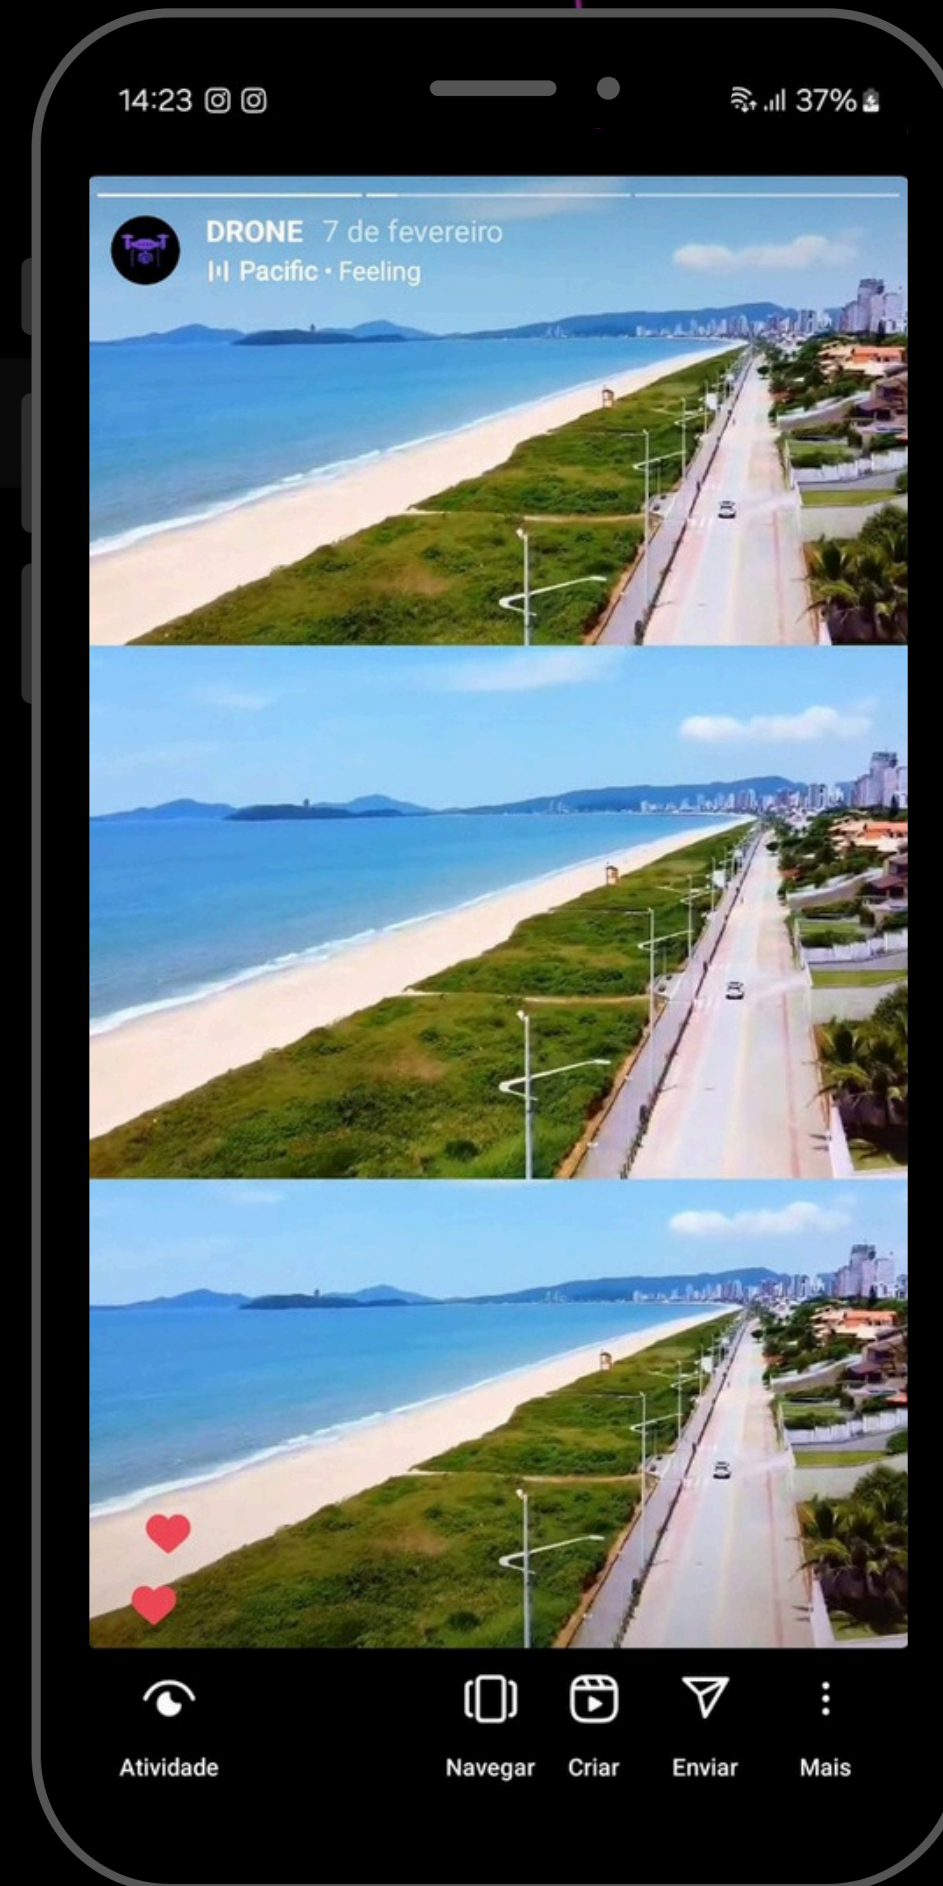 14:23 37%
DRONE 7 de fevereiro
Pacific • Feeling
Atividade Navegar Criar Enviar Mais